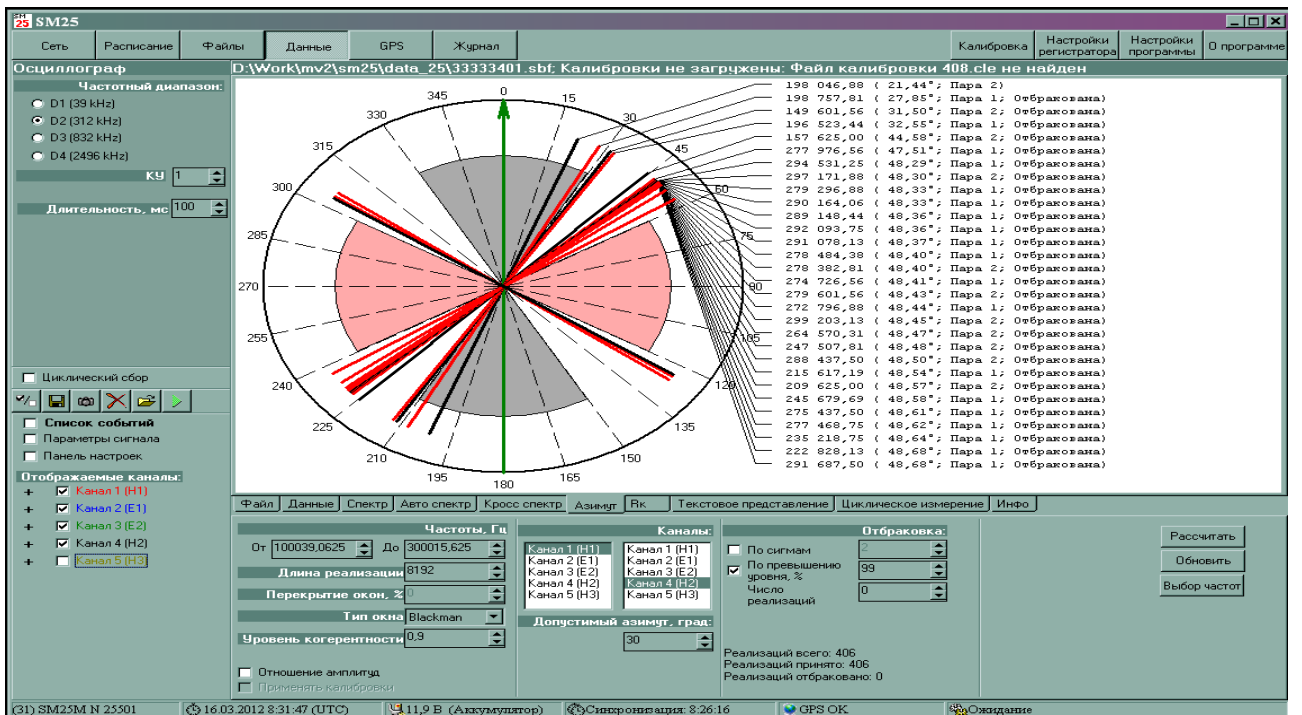 SM25
Сеть Расписание Файлы Данные GPS Журнал Калибровка Настройки регистратора Настройки программы О программе
Осциллограф
D:\Work\mv2\sm25\data_25\33333401.sbf; Калибровки не загружены: Файл калибровки 408.cle не найден
Частотный диапазон:
D1 (39 kHz)
D2 (312 kHz)
D3 (832 kHz)
D4 (2496 kHz)
КУ 1
Длительность, мс 100
Циклический сбор
Список событий
Параметры сигнала
Панель настроек
Отображаемые каналы:
+ Канал 1 (H1)
+ Канал 2 (E1)
+ Канал 3 (E2)
+ Канал 4 (H2)
+ Канал 5 (H3)
0
15
30
45
60
75
90
105
120
135
150
165
180
195
210
225
240
255
270
285
300
315
330
345
198 046,88 ( 21,44°; Пара 2)
198 757,81 ( 27,85°; Пара 1; Отбракована)
149 601,56 ( 31,50°; Пара 2; Отбракована)
196 523,44 ( 32,55°; Пара 1; Отбракована)
157 625,00 ( 44,58°; Пара 2; Отбракована)
277 976,56 ( 47,51°; Пара 1; Отбракована)
294 531,25 ( 48,29°; Пара 1; Отбракована)
297 171,88 ( 48,30°; Пара 2; Отбракована)
279 296,88 ( 48,33°; Пара 1; Отбракована)
290 164,06 ( 48,33°; Пара 1; Отбракована)
289 148,44 ( 48,36°; Пара 1; Отбракована)
292 093,75 ( 48,36°; Пара 1; Отбракована)
291 078,13 ( 48,37°; Пара 1; Отбракована)
278 484,38 ( 48,40°; Пара 1; Отбракована)
278 382,81 ( 48,40°; Пара 2; Отбракована)
274 726,56 ( 48,41°; Пара 1; Отбракована)
279 601,56 ( 48,43°; Пара 2; Отбракована)
272 796,88 ( 48,44°; Пара 1; Отбракована)
299 203,13 ( 48,45°; Пара 2; Отбракована)
264 570,31 ( 48,47°; Пара 2; Отбракована)
247 507,81 ( 48,48°; Пара 2; Отбракована)
288 437,50 ( 48,50°; Пара 2; Отбракована)
215 617,19 ( 48,54°; Пара 1; Отбракована)
209 625,00 ( 48,57°; Пара 2; Отбракована)
245 679,69 ( 48,58°; Пара 1; Отбракована)
275 437,50 ( 48,61°; Пара 1; Отбракована)
277 468,75 ( 48,62°; Пара 1; Отбракована)
235 218,75 ( 48,64°; Пара 1; Отбракована)
222 828,13 ( 48,68°; Пара 1; Отбракована)
291 687,50 ( 48,68°; Пара 1; Отбракована)
Файл Данные Спектр Авто спектр Кросс спектр Азимут Rк Текстовое представление Циклическое измерение Инфо
Частоты, Гц
От 100039,0625 До 300015,625
Длина реализации 8192
Перекрытие окон, % 0
Тип окна Blackman
Уровень когерентности 0,9
Отношение амплитуд
Применять калибровки
Каналы:
Канал 1 (H1) Канал 1 (H1)
Канал 2 (E1) Канал 2 (E1)
Канал 3 (E2) Канал 3 (E2)
Канал 4 (H2) Канал 4 (H2)
Канал 5 (H3) Канал 5 (H3)
Допустимый азимут, град:
30
Отбраковка:
По сигмам 2
По превышению уровня, % 99
Число реализаций 0
Реализаций всего: 406
Реализаций принято: 406
Реализаций отбраковано: 0
Рассчитать
Обновить
Выбор частот
(31) SM25M N 25501 16.03.2012 8:31:47 (UTC) 11,9 В (Аккумулятор) Синхронизация: 8:26:16 GPS OK Ожидание